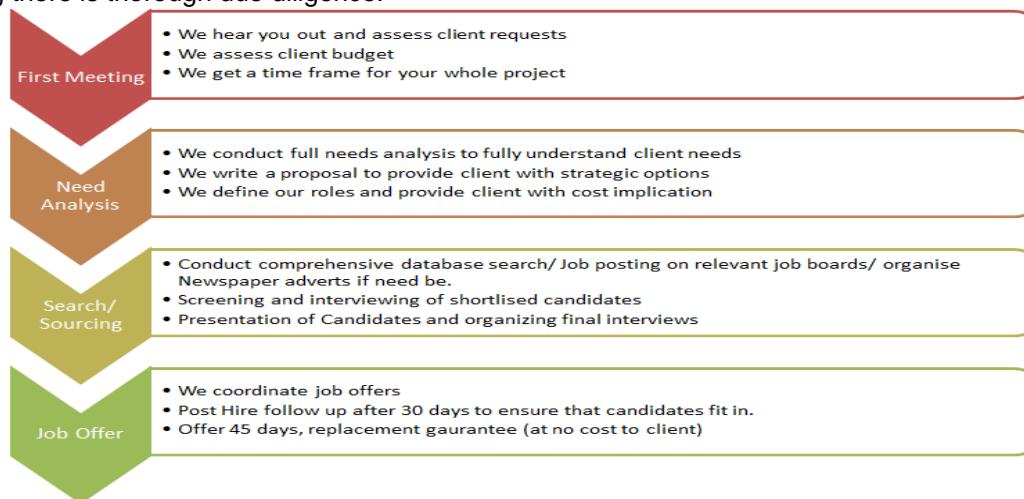 there is thorough due diligence.
First Meeting
• We hear you out and assess client requests
• We assess client budget
• We get a time frame for your whole project
Need
Analysis
• We conduct full needs analysis to fully understand client needs
• We write a proposal to provide client with strategic options
• We define our roles and provide client with cost implication
Search/
Sourcing
• Conduct comprehensive database search/ Job posting on relevant job boards/ organise
Newspaper adverts if need be.
• Screening and interviewing of shortlised candidates
• Presentation of Candidates and organizing final interviews
Job Offer
• We coordinate job offers
• Post Hire follow up after 30 days to ensure that candidates fit in.
• Offer 45 days, replacement gaurantee (at no cost to client)